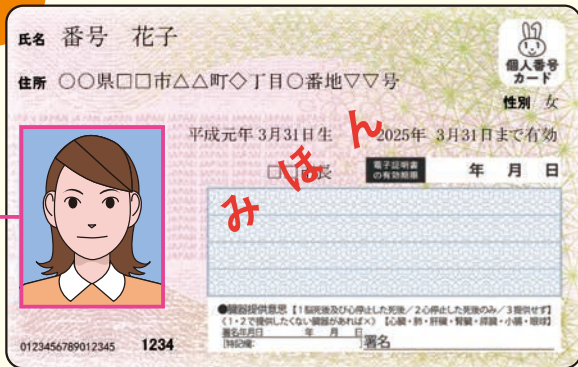 氏名 番号 花子
個人番号
カード
住所 〇〇県□□市△△町◇丁目〇番地▽▽号
性別 女
平成元年 3月31日生 2025年 3月31日まで有効
みほん
電子証明書
の有効期限
年 月 日
●臓器提供意思【1脳死後及び心停止した死後/2心停止した死後のみ/3提供せず】
《1・2で提供したくない臓器があれば×》【心臓・肺・肝臓・腎臓・膵臓・小腸・眼球】
署名年月日 年 月 日
[特記欄: ] 署名
0123456789012345 1234